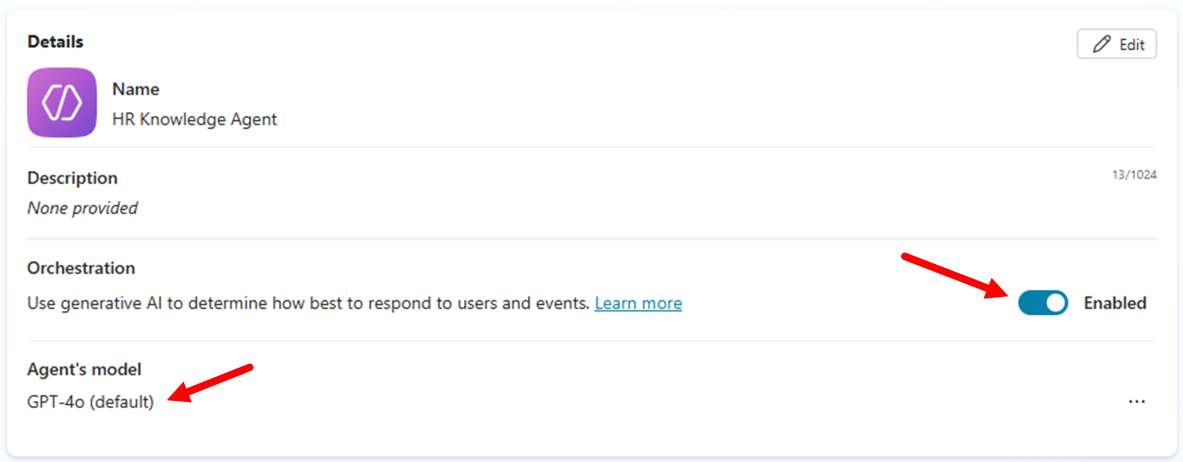 Details
Edit
Name
HR Knowledge Agent
Description
13/1024
None provided
Orchestration
Use generative AI to determine how best to respond to users and events. Learn more
Enabled
Agent's model
GPT-4o (default)
...